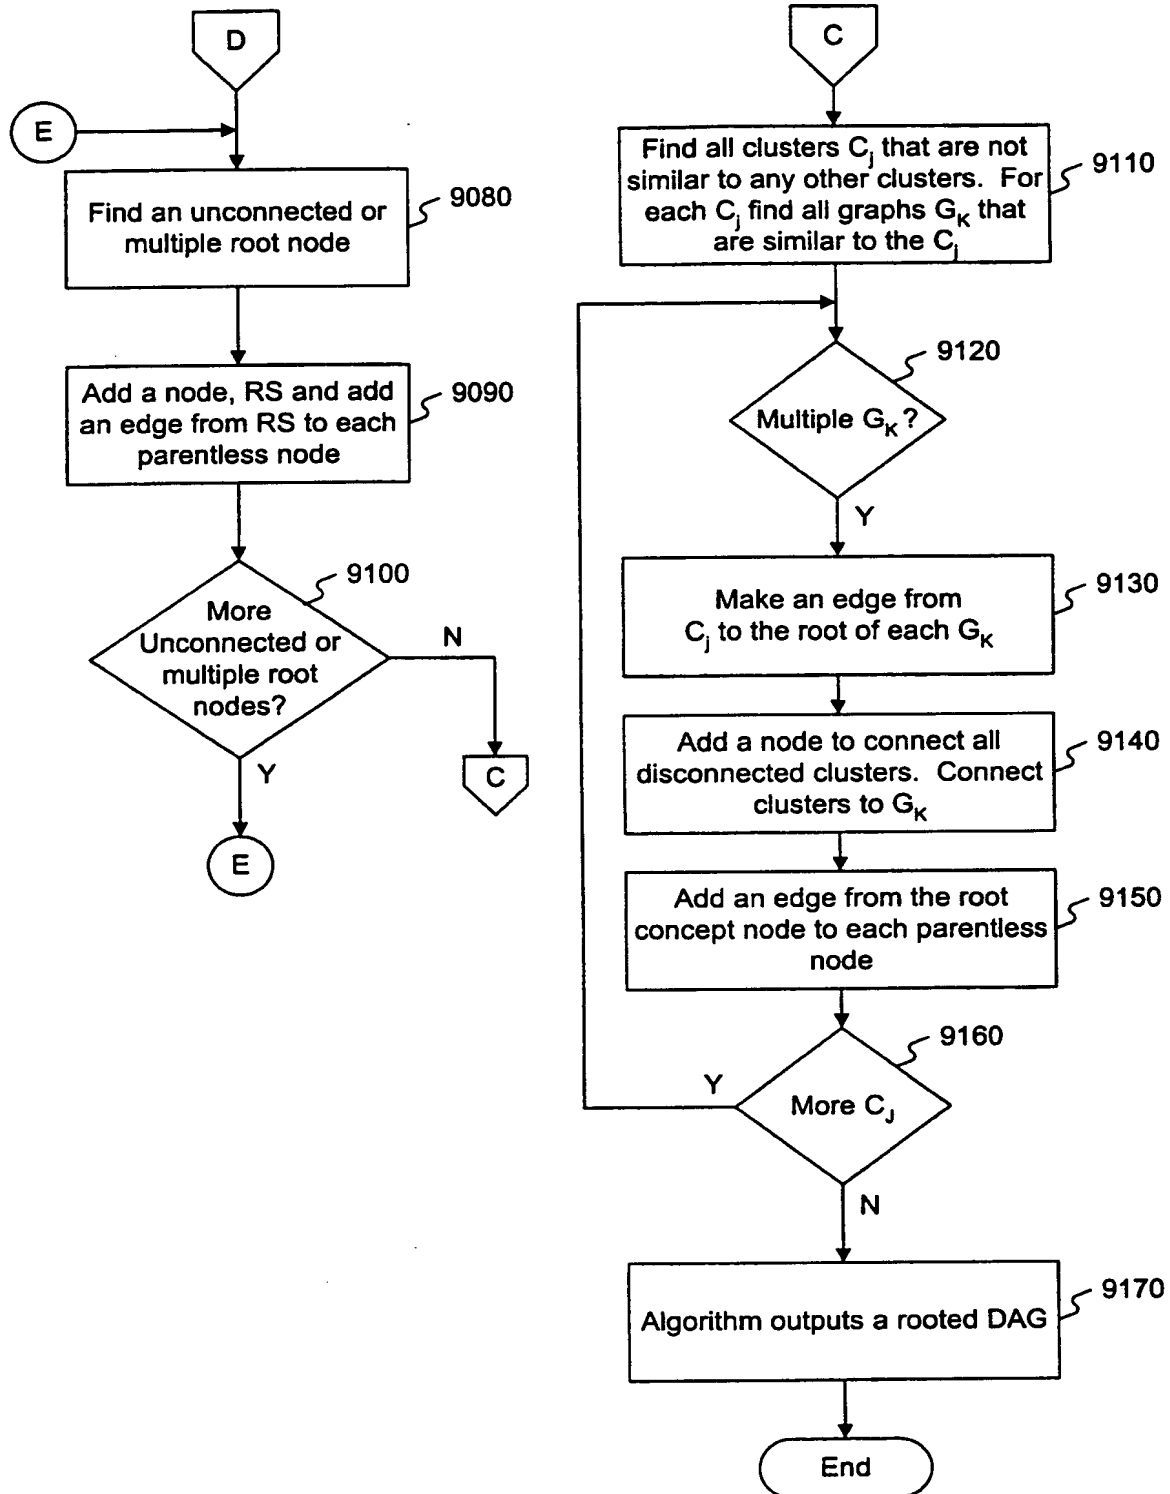 D
E
Find an unconnected or
multiple root node
9080
Add a node, RS and add
an edge from RS to each
parentless node
9090
More
Unconnected or
multiple root
nodes?
9100
N
C
Y
E
C
Find all clusters Cj that are not
similar to any other clusters. For
each Cj find all graphs GK that
are similar to the Cj
9110
Multiple GK?
9120
Y
Make an edge from
Cj to the root of each GK
9130
Add a node to connect all
disconnected clusters. Connect
clusters to GK
9140
Add an edge from the root
concept node to each parentless
node
9150
More CJ
9160
Y
N
Algorithm outputs a rooted DAG
9170
End